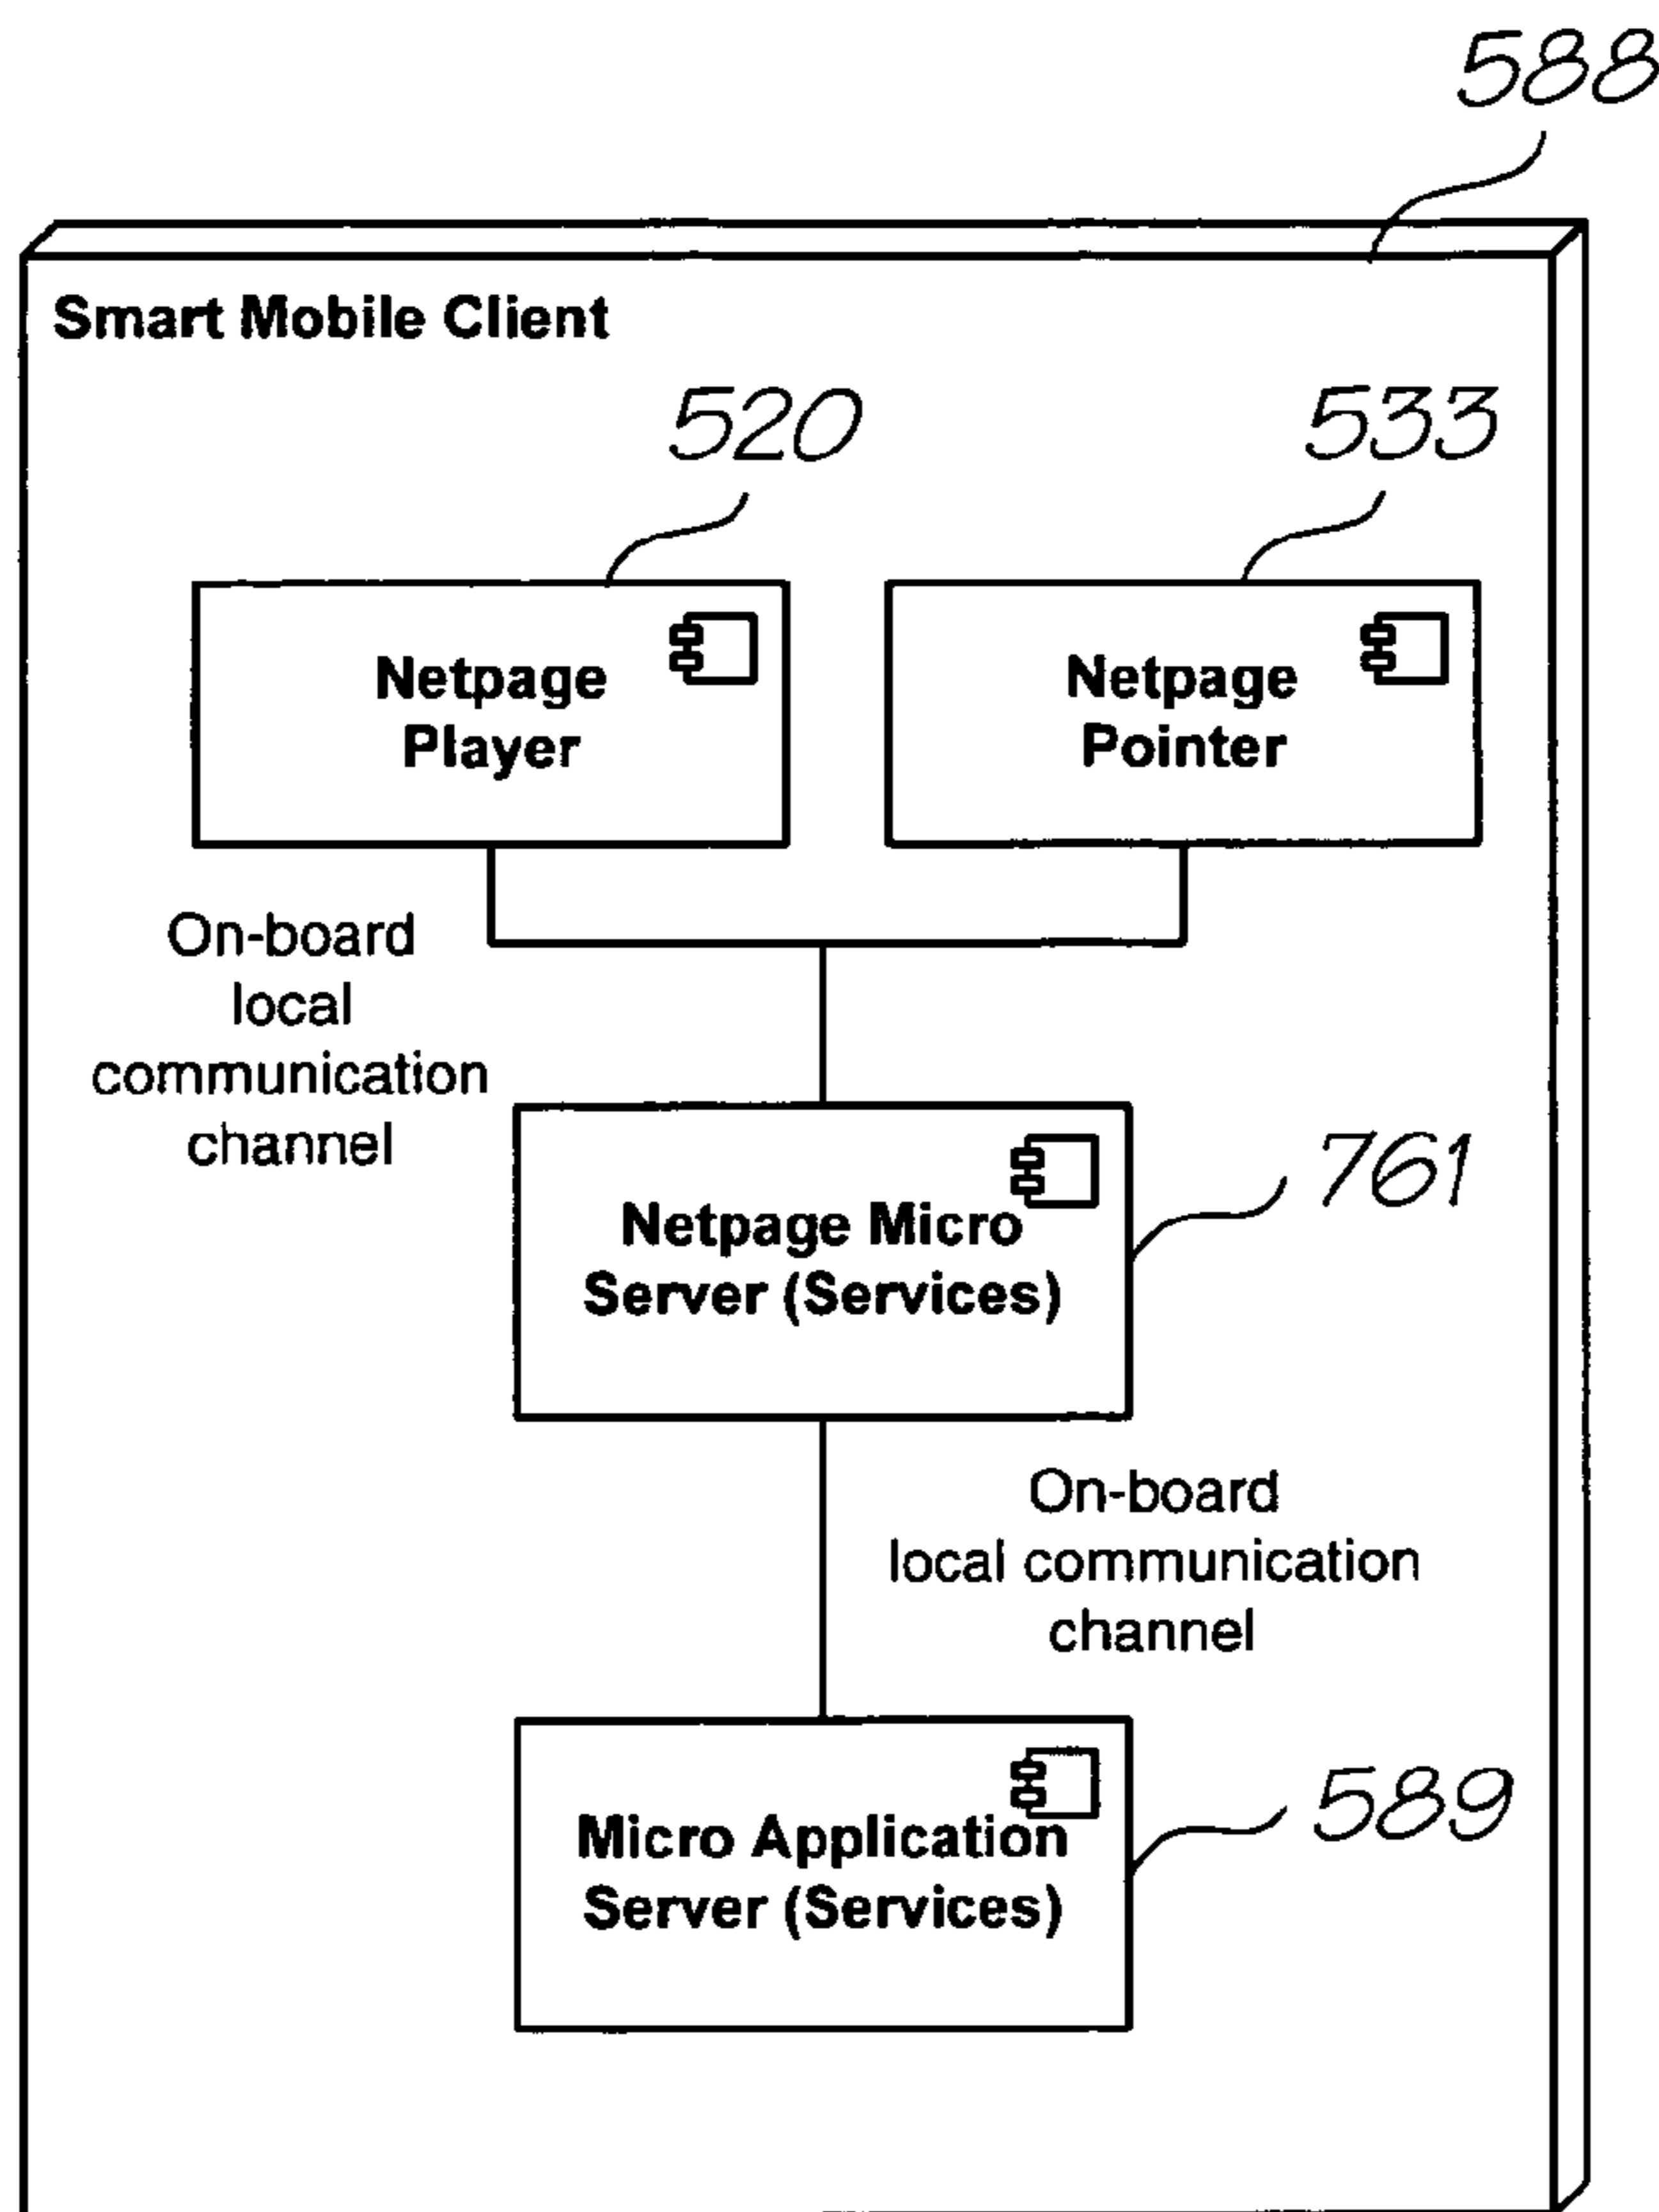 588
Smart Mobile Client
520
533
Netpage
Player
Netpage
Pointer
On-board
local
communication
channel
761
Netpage Micro
Server (Services)
On-board
local communication
channel
589
Micro Application
Server (Services)